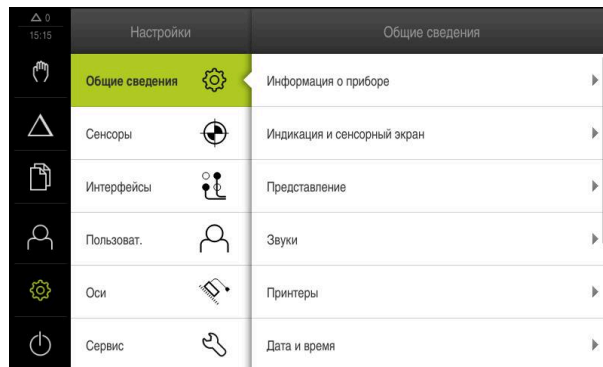 △ 0
15:15
Настройки
Общие сведения
Общие сведения
Сенсоры
Интерфейсы
Пользоват.
Оси
Сервис
Информация о приборе
Индикация и сенсорный экран
Представление
Звуки
Принтеры
Дата и время